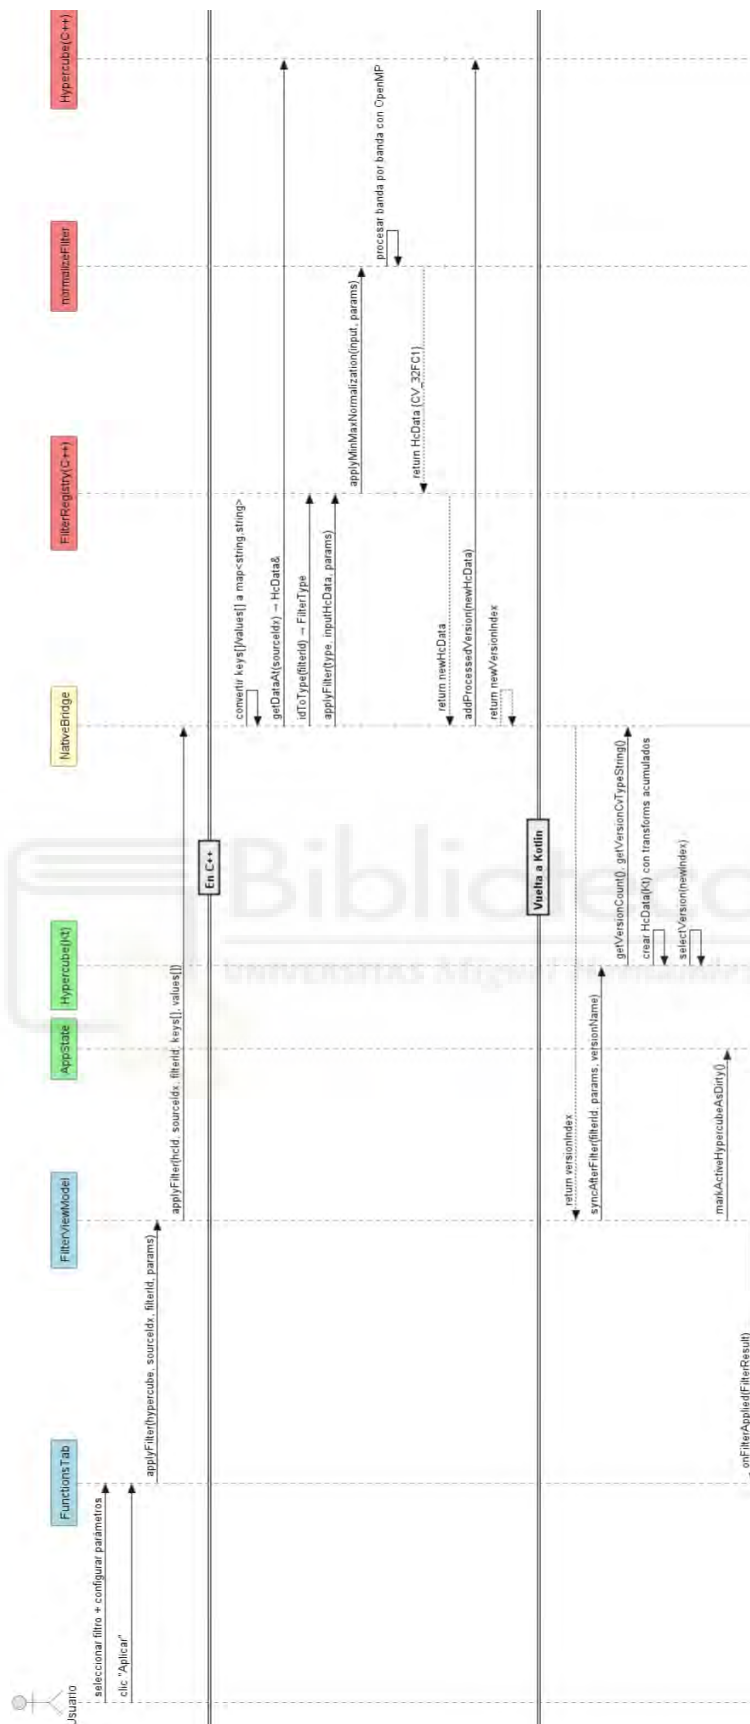 Usuario
FunctionsTab
FilterViewModel
AppState
Hypercube(Kt)
NativeBridge
FilterRegistry(C++)
normalizeFilter
Hypercube(C++)
seleccionar filtro + configurar parámetros
clic "Aplicar"
applyFilter(hypercube, sourceIdx, filterId, params)
applyFilter(hcId, sourceIdx, filterId, keys[], values[])
En C++
convertir keys[]/values[] a map<string,string>
getDataAt(sourceIdx) → HcData&
idToType(filterId) → FilterType
applyFilter(type, inputHcData, params)
applyMinMaxNormalization(input, params)
procesar banda por banda con OpenMP
return HcData (CV_32FC1)
return newHcData
addProcessedVersion(newHcData)
return newVersionIndex
Vuelta a Kotlin
return versionIndex
syncAfterFilter(filterId, params, versionName)
getVersionCount(), getVersionCvTypeString()
crear HcData(Kt) con transforms acumulados
selectVersion(newIndex)
markActiveHypercubeAsDirty()
onFilterApplied(FilterResult)
Biblioteca
UNIVERSITAS Miguel Hernández